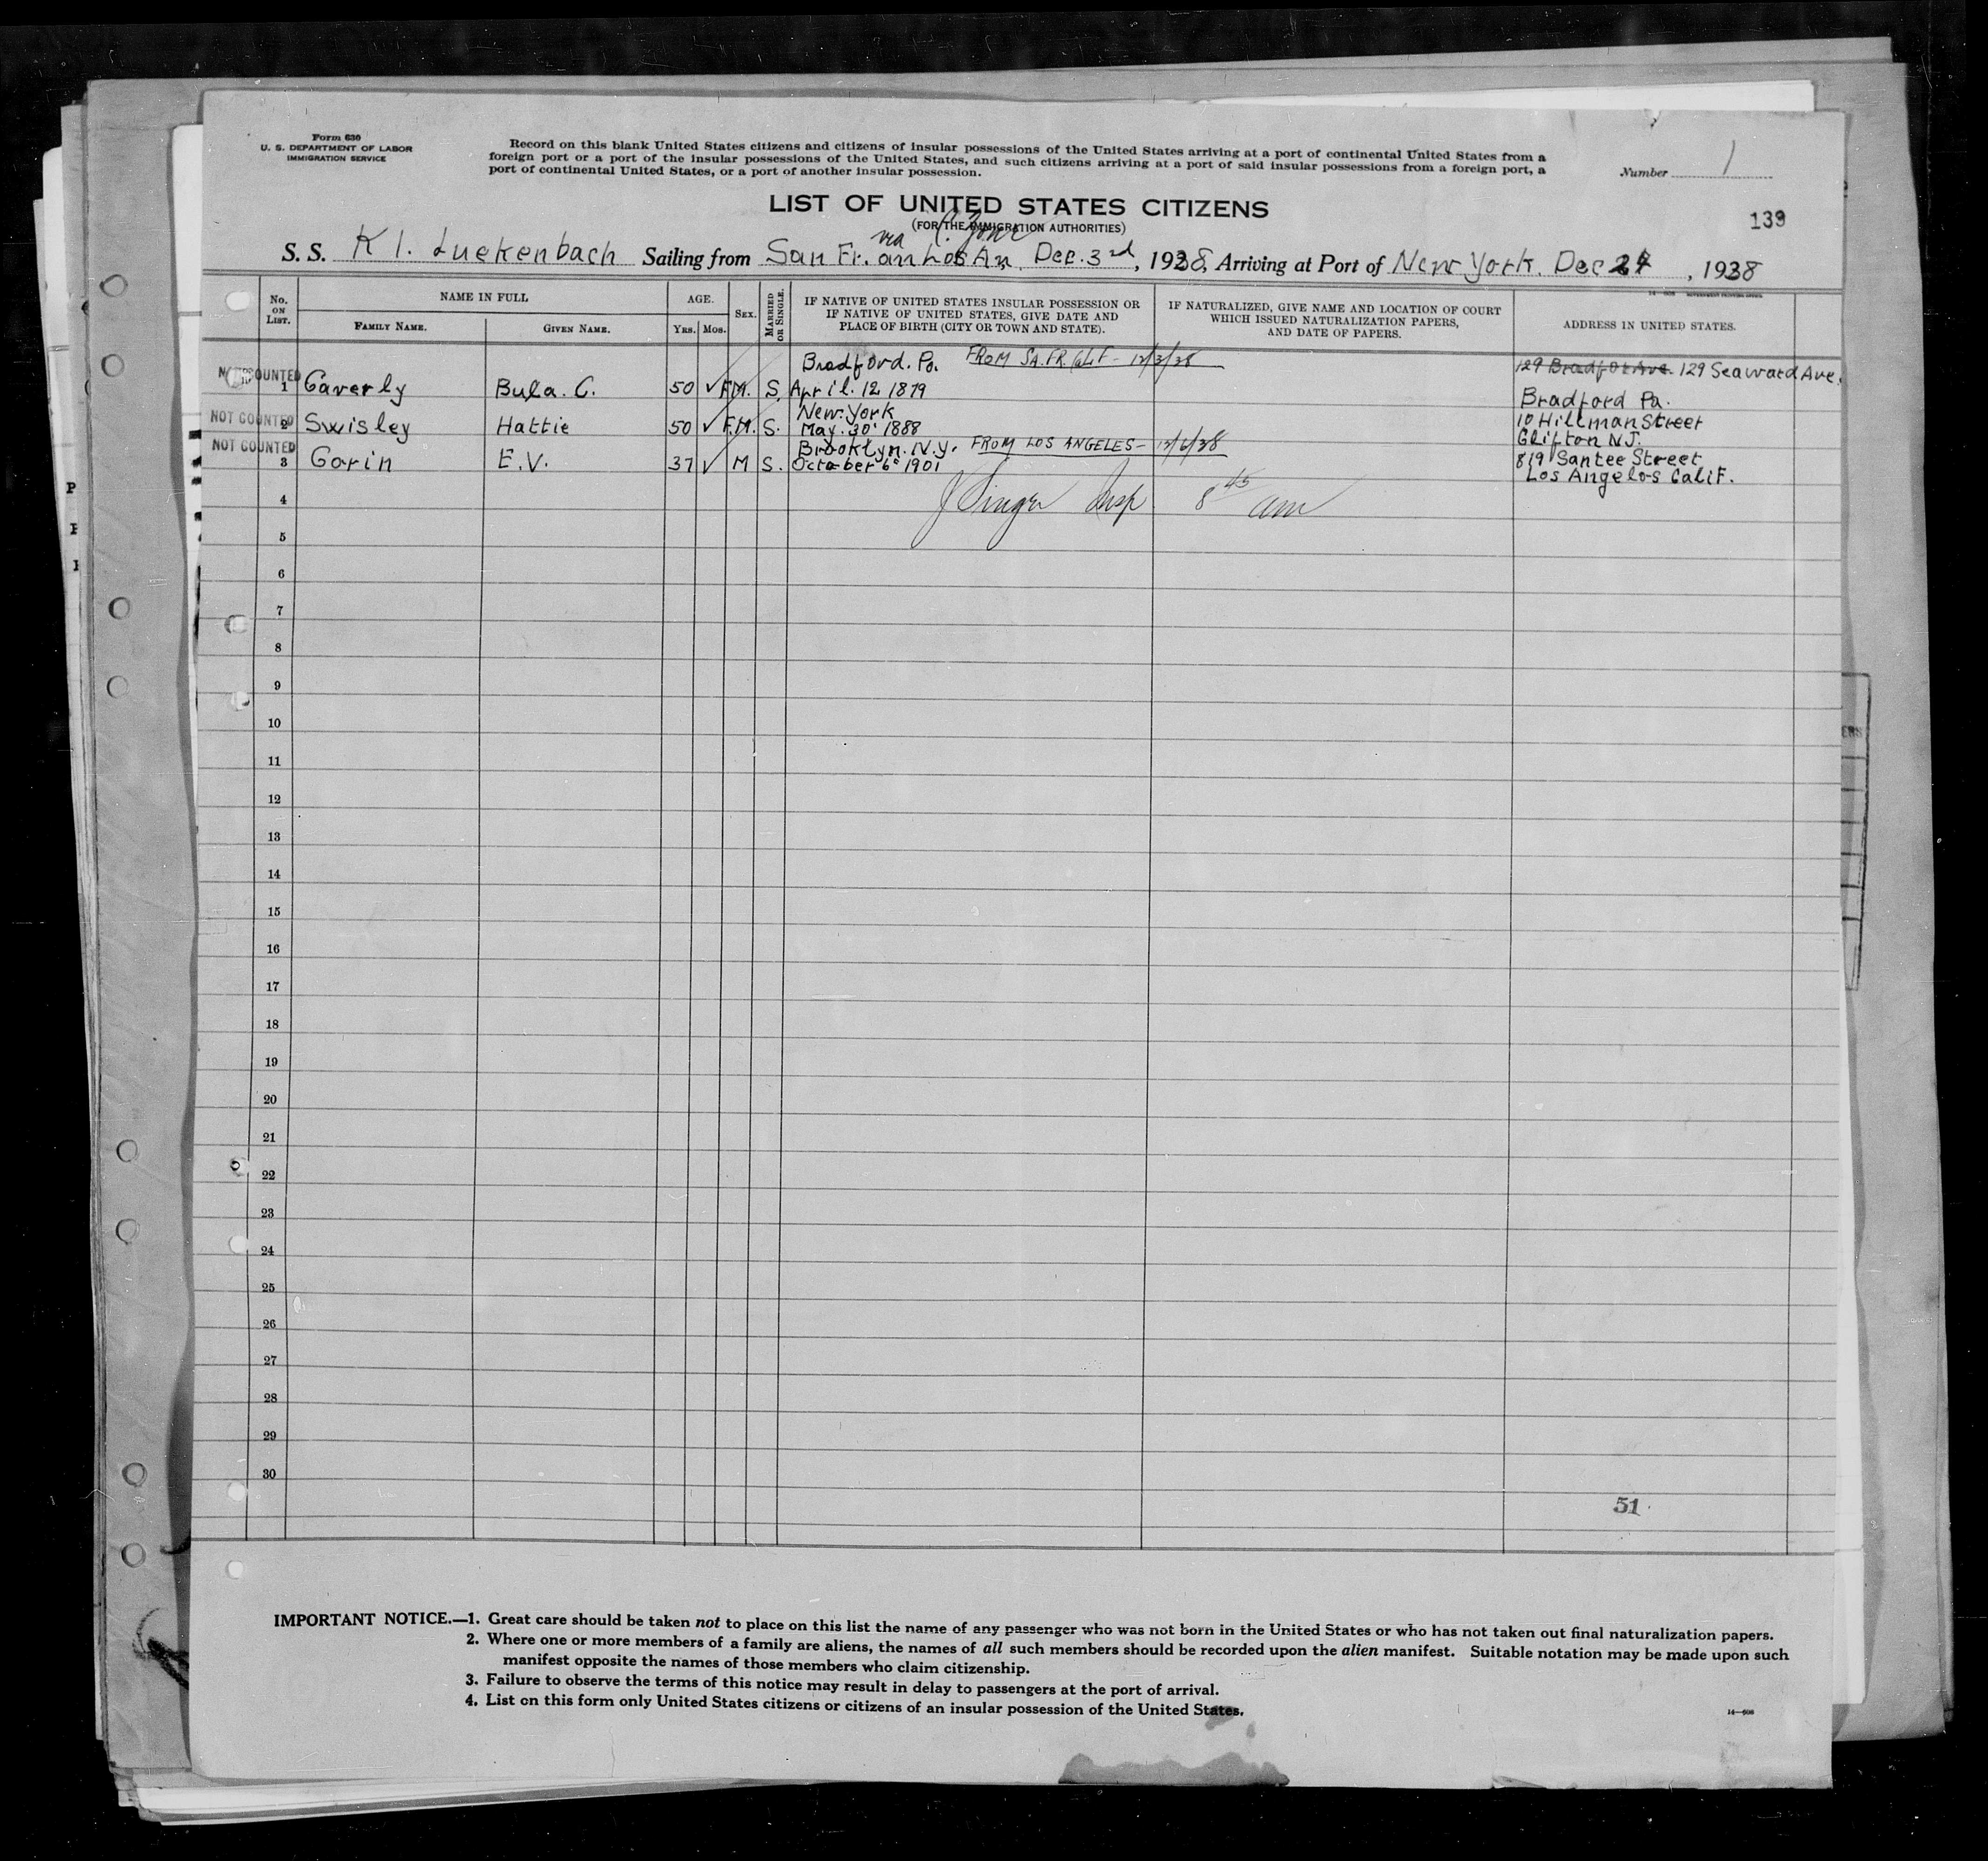 Form 630
U. S. DEPARTMENT OF LABOR
IMMIGRATION SERVICE
Record on this blank United States citizens and citizens of insular possessions of the United States arriving at a port of continental United States from a
foreign port or a port of the insular possessions of the United States, and such citizens arriving at a port of said insular possessions from a foreign port, a
port of continental United States, or a port of another insular possession.
Number 1
LIST OF UNITED STATES CITIZENS
(FOR THE IMMIGRATION AUTHORITIES)
139
via C. Zone
S. S. K I. Luckenbach Sailing from San Fr. an Los An, Dec. 3rd, 1938, Arriving at Port of New York. Dec 24, 1938
No. ON LIST.
NAME IN FULL
FAMILY NAME.
GIVEN NAME.
AGE.
YRS. MOS.
SEX.
MARRIED OR SINGLE.
IF NATIVE OF UNITED STATES INSULAR POSSESSION OR
IF NATIVE OF UNITED STATES, GIVE DATE AND
PLACE OF BIRTH (CITY OR TOWN AND STATE).
IF NATURALIZED, GIVE NAME AND LOCATION OF COURT
WHICH ISSUED NATURALIZATION PAPERS,
AND DATE OF PAPERS.
ADDRESS IN UNITED STATES.
Bradford. Pa. FROM SA. FR. CALIF - 12/3/38
129 Bradford Ave. 129 Seaward Ave.
NOT COUNTED 1 Caverly Bula. C. 50 ✓ F.M. S. April. 12 1879
Bradford Pa.
New York
10 Hillman Street
NOT COUNTED 2 Swisley Hattie 50 ✓ F.M. S. May. 30' 1888
Clifton N.J.
Brooklyn. N.Y. FROM LOS ANGELES - 12/6/38
NOT COUNTED 3 Gorin E.V. 37 ✓ M S. October 6" 1901
819 Santee Street
Los Angelos Calif.
4
J Singer Insp 8 45 am
5
6
7
8
9
10
11
12
13
14
15
16
17
18
19
20
21
22
23
24
25
26
27
28
29
30
51
IMPORTANT NOTICE.—1. Great care should be taken not to place on this list the name of any passenger who was not born in the United States or who has not taken out final naturalization papers.
2. Where one or more members of a family are aliens, the names of all such members should be recorded upon the alien manifest. Suitable notation may be made upon such
manifest opposite the names of those members who claim citizenship.
3. Failure to observe the terms of this notice may result in delay to passengers at the port of arrival.
4. List on this form only United States citizens or citizens of an insular possession of the United States.
14—608